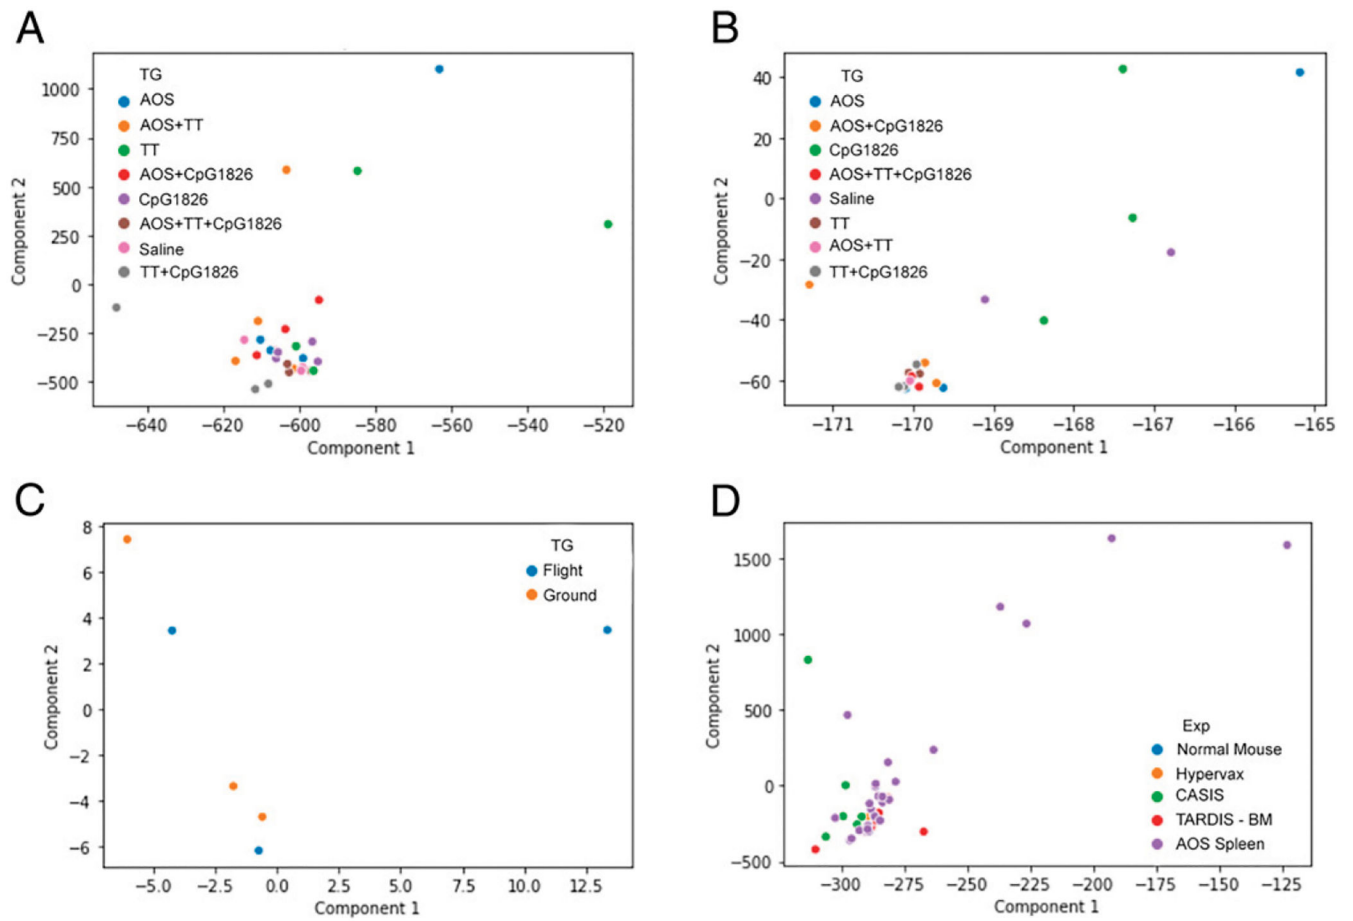 A
TG
AOS
AOS+TT
TT
AOS+CpG1826
CpG1826
AOS+TT+CpG1826
Saline
TT+CpG1826
1000
750
500
250
0
−250
−500
−640 −620 −600 −580 −560 −540 −520
Component 1
Component 2
B
TG
AOS
AOS+CpG1826
CpG1826
AOS+TT+CpG1826
Saline
TT
AOS+TT
TT+CpG1826
40
20
0
−20
−40
−60
−171 −170 −169 −168 −167 −166 −165
Component 1
Component 2
C
TG
Flight
Ground
8
6
4
2
0
−2
−4
−6
−5.0 −2.5 0.0 2.5 5.0 7.5 10.0 12.5
Component 1
Component 2
D
Exp
Normal Mouse
Hypervax
CASIS
TARDIS - BM
AOS Spleen
1500
1000
500
0
−500
−300 −275 −250 −225 −200 −175 −150 −125
Component 1
Component 2